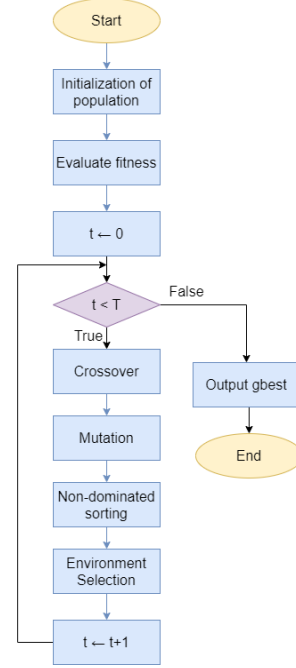 Start
Initialization of
population
Evaluate fitness
t ← 0
t < T
False
True
Crossover
Output gbest
Mutation
End
Non-dominated
sorting
Environment
Selection
t ← t+1